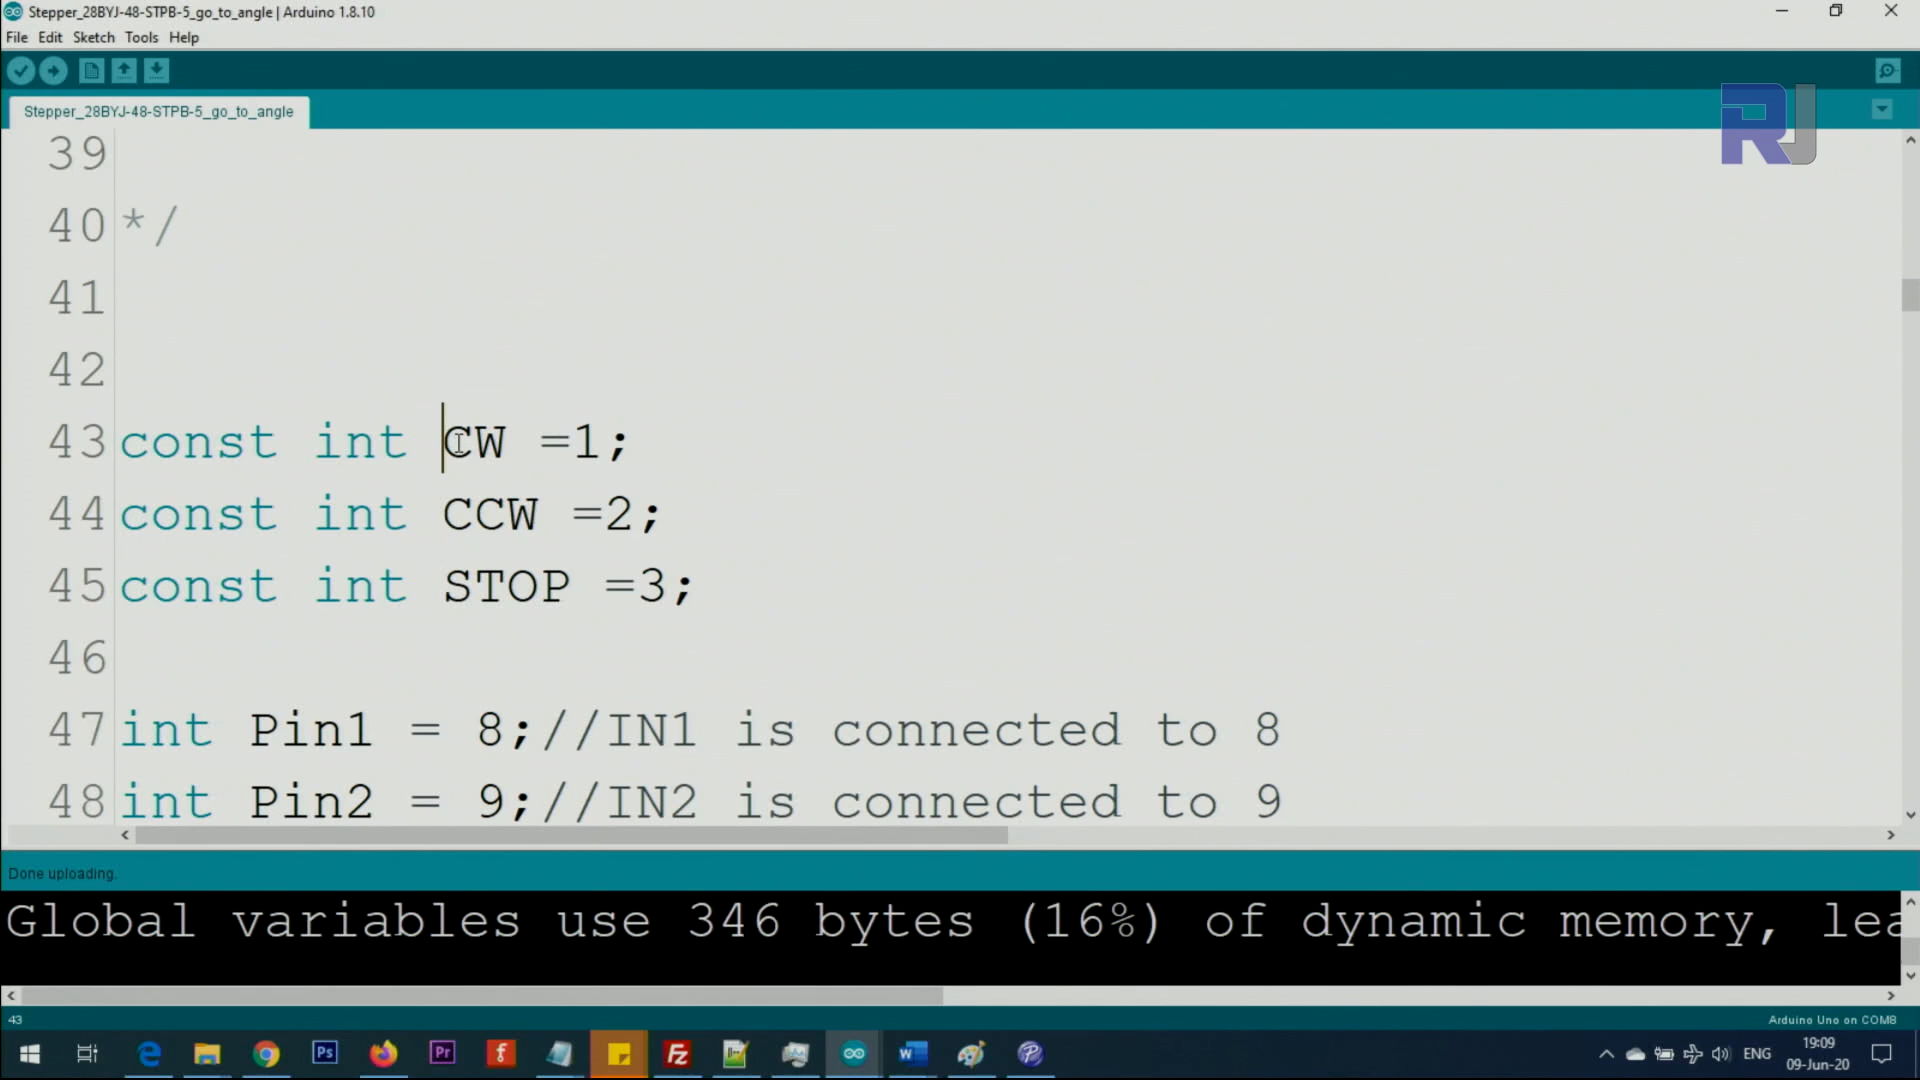 Stepper_28BYJ-48-STPB-5_go_to_angle | Arduino 1.8.10
File Edit Sketch Tools Help
Stepper_28BYJ-48-STPB-5_go_to_angle
RJ
39
40 */
41
42
43 const int CW =1;
44 const int CCW =2;
45 const int STOP =3;
46
47 int Pin1 = 8;//IN1 is connected to 8
48 int Pin2 = 9;//IN2 is connected to 9
Done uploading.
Global variables use 346 bytes (16%) of dynamic memory, lea
43
Arduino Uno on COM8
Ps Pr f Fz W P
ENG
19:09
09-Jun-20